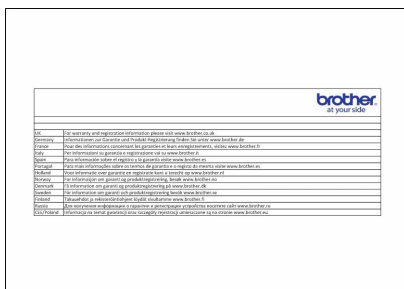 brother
at your side
UK For warranty and registration information please visit www.brother.co.uk
Germany Informationen zur Garantie und Produkt-Registrierung finden Sie unter www.brother.de
France Pour des informations concernant les garanties et leurs enregistrements, visitez www.brother.fr
Italy Per informazioni su garanzia e registrazione vai su www.brother.it
Spain Para información sobre el registro y la garantía visite www.brother.es
Portugal Para mais informações sobre os termos de garantia e o registo da mesma visite www.brother.es
Holland Voor informatie over garantie en registratie kunt u terecht op www.brother.nl
Norway For informasjon om garanti og produktregistrering, besøk www.brother.no
Denmark Få information om garanti og produktregistrering på www.brother.dk
Sweden För information om garanti och produktregistrering besök www.brother.se
Finland Takuuehdot ja rekisteröintiohjeet löydät sivultamme www.brother.fi
Russia Для получения информации о гарантии и регистрации устройства посетите сайт www.brother.ru
CEE/Poland Informacja na temat gwarancji oraz szczegóły rejestracji umieszczone są na stronie www.brother.eu